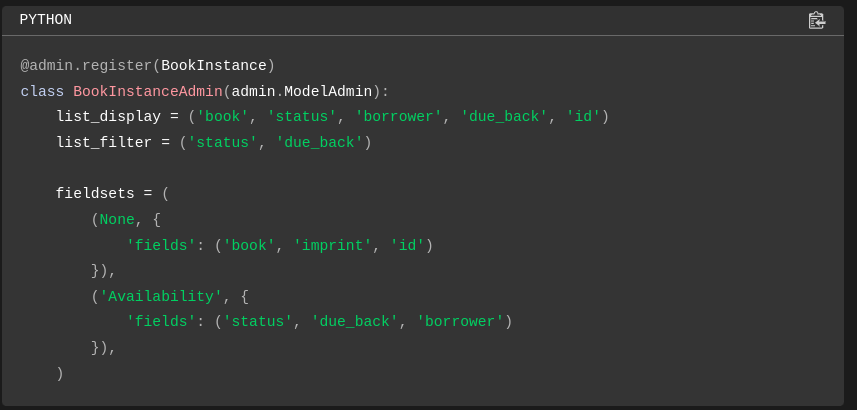 PYTHON
@admin.register(BookInstance)
class BookInstanceAdmin(admin.ModelAdmin):
    list_display = ('book', 'status', 'borrower', 'due_back', 'id')
    list_filter = ('status', 'due_back')

    fieldsets = (
        (None, {
            'fields': ('book', 'imprint', 'id')
        }),
        ('Availability', {
            'fields': ('status', 'due_back', 'borrower')
        }),
    )